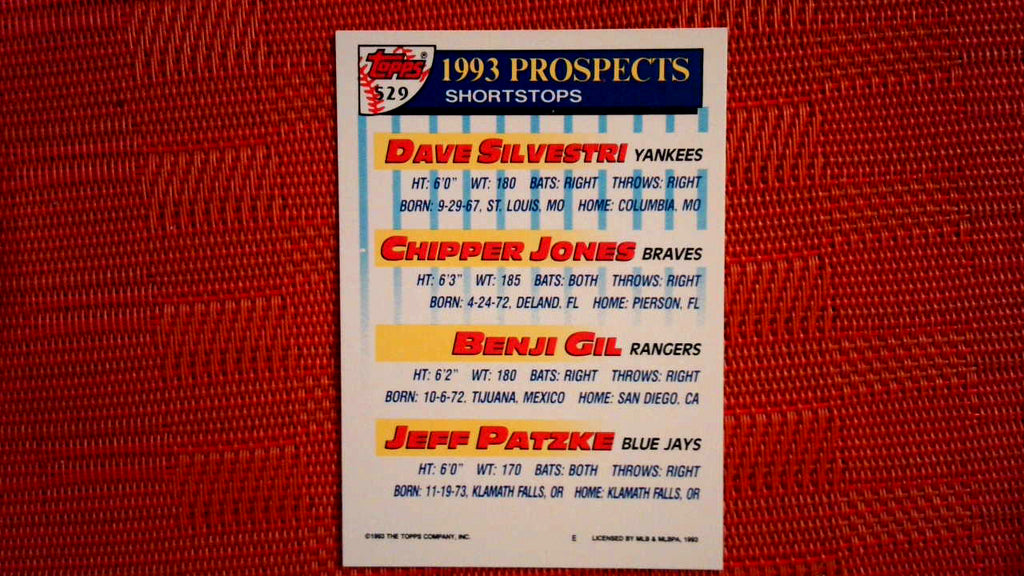 Topps®
529
1993 PROSPECTS
SHORTSTOPS
DAVE SILVESTRI YANKEES
HT: 6'0" WT: 180 BATS: RIGHT THROWS: RIGHT
BORN: 9-29-67, ST. LOUIS, MO HOME: COLUMBIA, MO
CHIPPER JONES BRAVES
HT: 6'3" WT: 185 BATS: BOTH THROWS: RIGHT
BORN: 4-24-72, DELAND, FL HOME: PIERSON, FL
BENJI GIL RANGERS
HT: 6'2" WT: 180 BATS: RIGHT THROWS: RIGHT
BORN: 10-6-72, TIJUANA, MEXICO HOME: SAN DIEGO, CA
JEFF PATZKE BLUE JAYS
HT: 6'0" WT: 170 BATS: BOTH THROWS: RIGHT
BORN: 11-19-73, KLAMATH FALLS, OR HOME: KLAMATH FALLS, OR
©1993 THE TOPPS COMPANY, INC. E LICENSED BY MLB & MLBPA, 1993